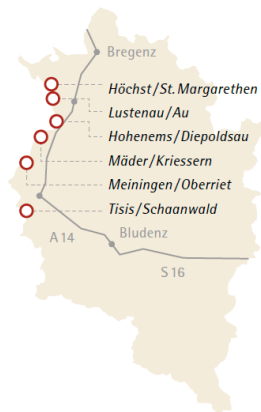 Bregenz
Höchst/St. Margarethen
Lustenau/Au
Hohenems/Diepoldsau
Mäder/Kriessern
Meiningen/Oberriet
Tisis/Schaanwald
A 14
Bludenz
S 16